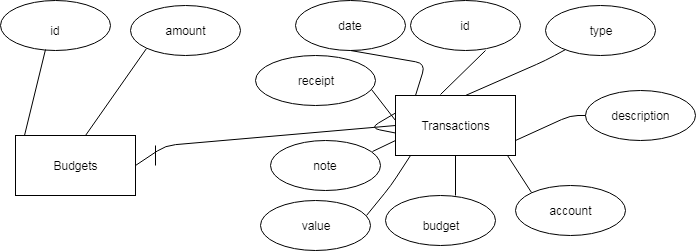 id
amount
date
id
type
receipt
description
Transactions
Budgets
note
account
value
budget